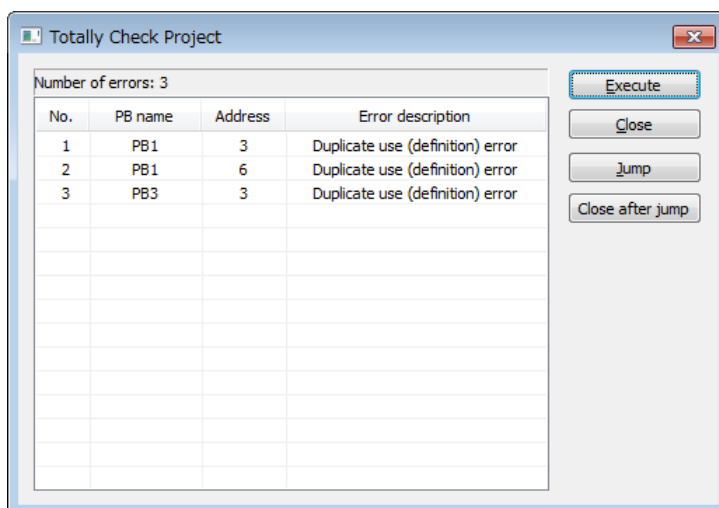 Totally Check Project
Number of errors: 3
Execute
No. PB name Address Error description
Close
1 PB1 3 Duplicate use (definition) error
2 PB1 6 Duplicate use (definition) error
Jump
3 PB3 3 Duplicate use (definition) error
Close after jump